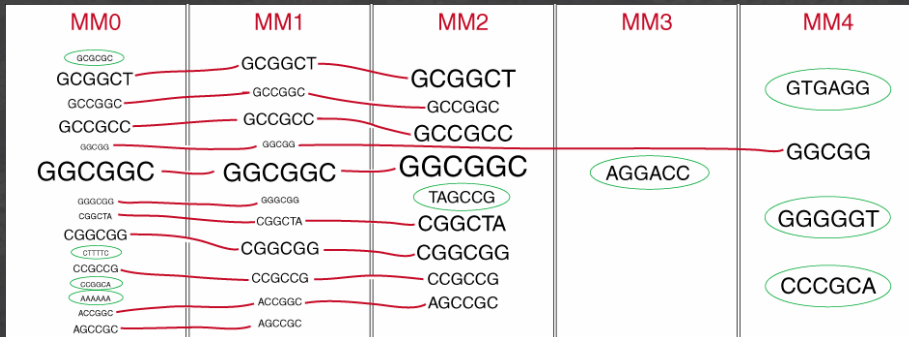 MM0
GCGCGC
GCGGCT
GCCGGC
GCCGCC
GGCGG
GGCGGC
GGGCGG
CGGCTA
CGGCGG
CTTTTC
CCGCCG
CCGGCA
AAAAAA
ACCGGC
AGCCGC
MM1
GCGGCT
GCCGGC
GCCGCC
GGCGG
GGCGGC
GGGCGG
CGGCTA
CGGCGG
CCGCCG
ACCGGC
AGCCGC
MM2
GCGGCT
GCCGGC
GCCGCC
GGCGGC
TAGCCG
CGGCTA
CGGCGG
CCGCCG
AGCCGC
MM3
AGGACC
MM4
GTGAGG
GGCGG
GGGGGT
CCCGCA